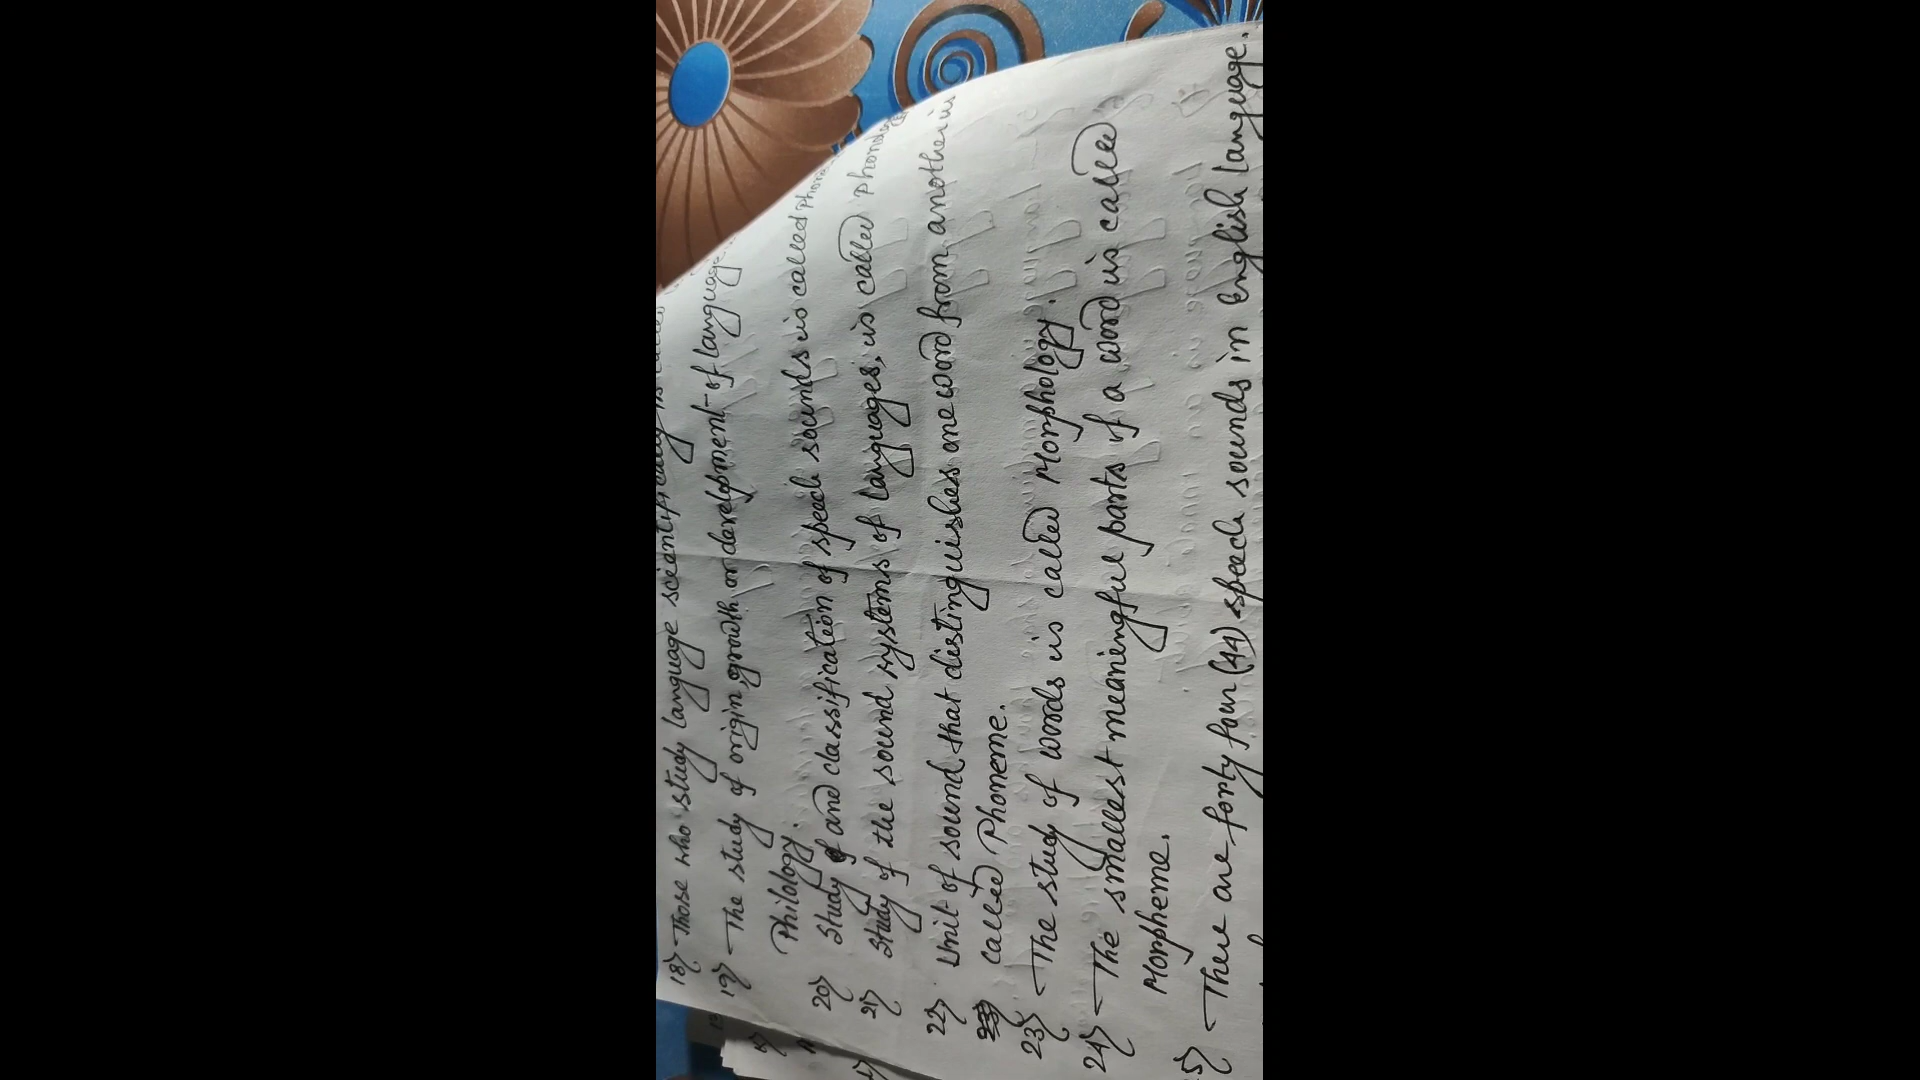 18} Those who study language scientifically is
19} The study of origin, growth or development of language
Philology.
20} Study of and classification of speech sounds is called
21} Study of the sound systems of languages, is called
22} Unit of sound that distinguishes one word from another is
called Phoneme.
23} The study of words is called Morphology.
24} The smallest meaningful parts of a word is called
Morpheme.
There are forty four (44) speech sounds in English language.